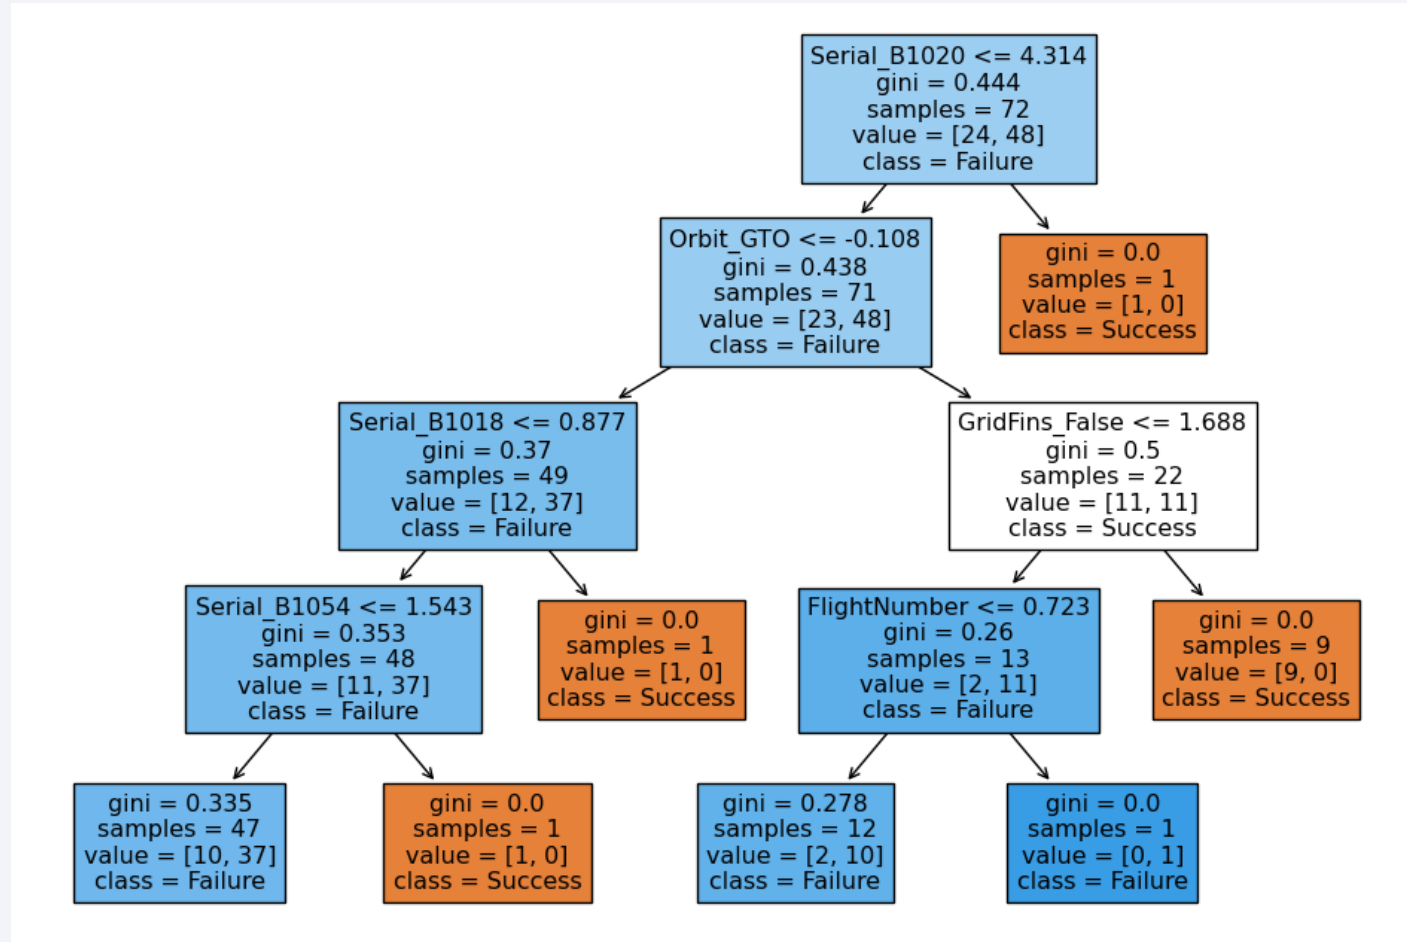 Serial_B1020 <= 4.314
gini = 0.444
samples = 72
value = [24, 48]
class = Failure
Orbit_GTO <= -0.108
gini = 0.438
samples = 71
value = [23, 48]
class = Failure
gini = 0.0
samples = 1
value = [1, 0]
class = Success
Serial_B1018 <= 0.877
gini = 0.37
samples = 49
value = [12, 37]
class = Failure
GridFins_False <= 1.688
gini = 0.5
samples = 22
value = [11, 11]
class = Success
Serial_B1054 <= 1.543
gini = 0.353
samples = 48
value = [11, 37]
class = Failure
gini = 0.0
samples = 1
value = [1, 0]
class = Success
FlightNumber <= 0.723
gini = 0.26
samples = 13
value = [2, 11]
class = Failure
gini = 0.0
samples = 9
value = [9, 0]
class = Success
gini = 0.335
samples = 47
value = [10, 37]
class = Failure
gini = 0.0
samples = 1
value = [1, 0]
class = Success
gini = 0.278
samples = 12
value = [2, 10]
class = Failure
gini = 0.0
samples = 1
value = [0, 1]
class = Failure